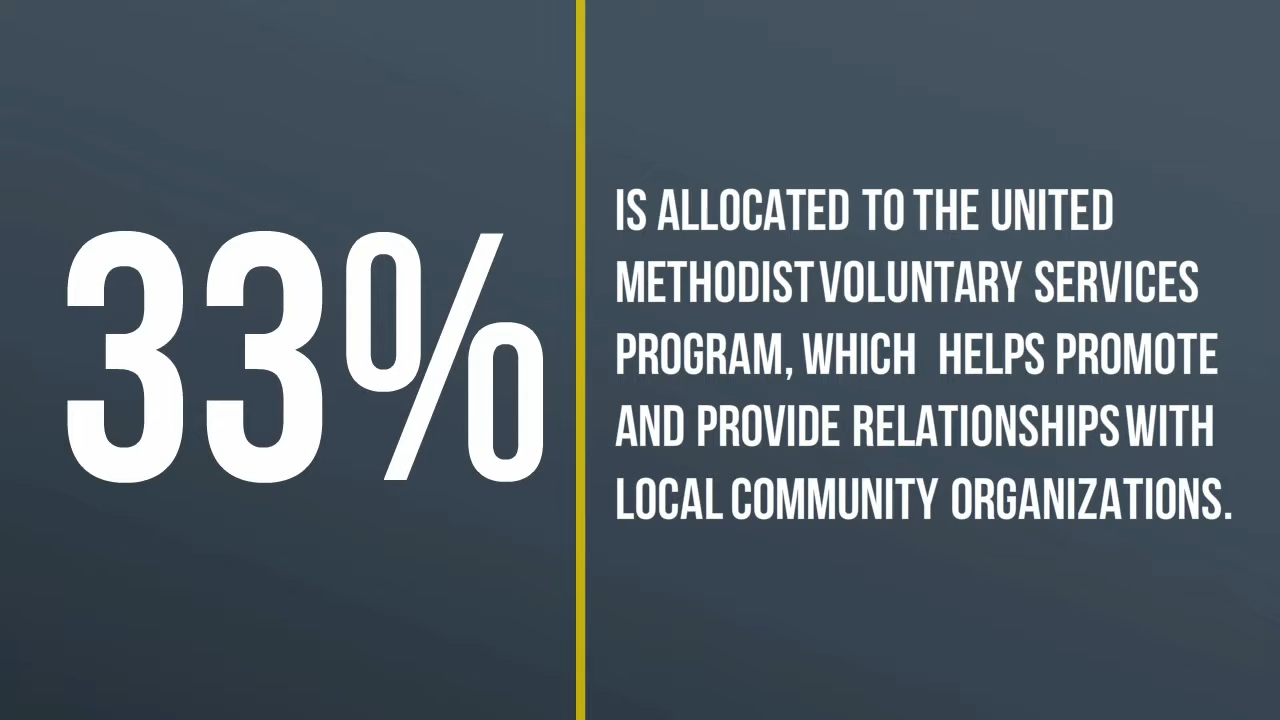 33%
IS ALLOCATED TO THE UNITED
METHODIST VOLUNTARY SERVICES
PROGRAM, WHICH HELPS PROMOTE
AND PROVIDE RELATIONSHIPS WITH
LOCAL COMMUNITY ORGANIZATIONS.